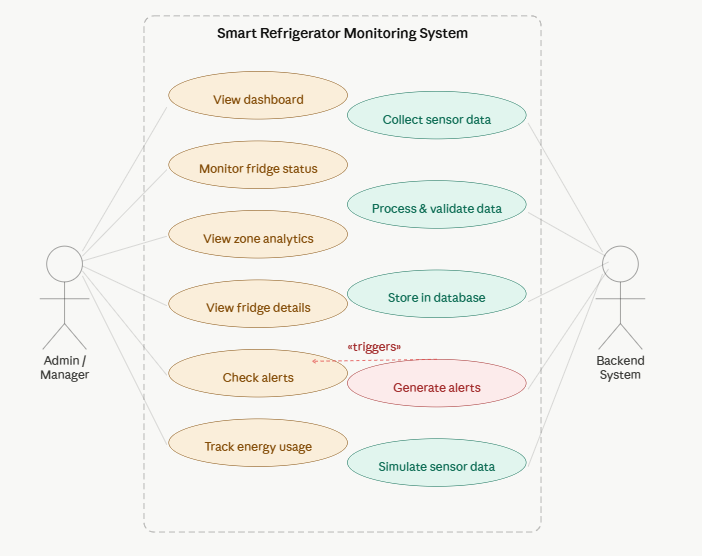 Smart Refrigerator Monitoring System
View dashboard
Collect sensor data
Monitor fridge status
Process & validate data
View zone analytics
Store in database
View fridge details
«triggers»
Check alerts
Generate alerts
Track energy usage
Simulate sensor data
Admin /
Manager
Backend
System